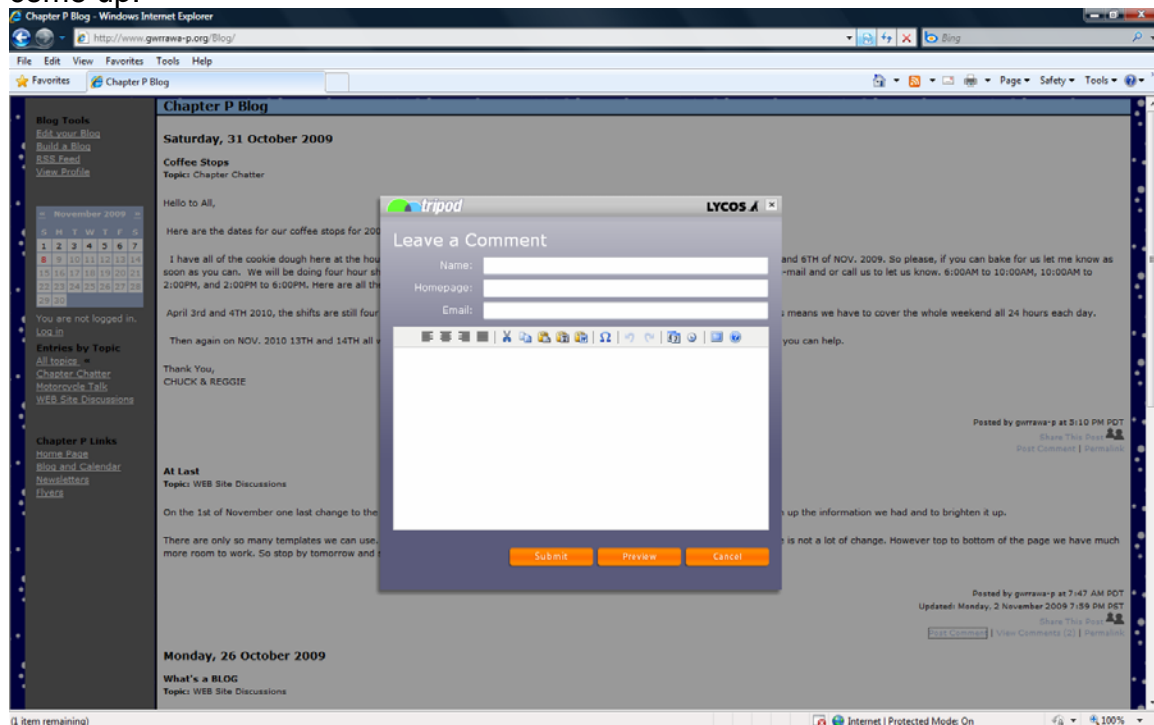 come up.
Chapter P Blog - Windows Internet Explorer
http://www.gwrrawa-p.org/Blog/
Bing
File Edit View Favorites Tools Help
Favorites Chapter P Blog
Page Safety Tools
Chapter P Blog
Blog Tools
Edit your Blog
Build a Blog
RSS Feed
View Profile
« November 2009 »
S M T W T F S
1 2 3 4 5 6 7
8 9 10 11 12 13 14
15 16 17 18 19 20 21
22 23 24 25 26 27 28
29 30
You are not logged in.
Log in
Entries by Topic
All topics «
Chapter Chatter
Motorcycle Talk
WEB Site Discussions
Chapter P Links
Home Page
Blog and Calendar
Newsletters
Flyers
Saturday, 31 October 2009
Coffee Stops
Topic: Chapter Chatter
Hello to All,
Here are the dates for our coffee stops for 200
I have all of the cookie dough here at the hou and 6TH of NOV. 2009. So please, if you can bake for us let me know as
soon as you can. We will be doing four hour sh -mail and or call us to let us know. 6:00AM to 10:00AM, 10:00AM to
2:00PM, and 2:00PM to 6:00PM. Here are all the
April 3rd and 4TH 2010, the shifts are still four means we have to cover the whole weekend all 24 hours each day.
Then again on NOV. 2010 13TH and 14TH all you can help.
Thank You,
CHUCK & REGGIE
Posted by gwrrawa-p at 5:10 PM PDT
Share This Post
Post Comment | Permalink
At Last
Topic: WEB Site Discussions
On the 1st of November one last change to the up the information we had and to brighten it up.
There are only so many templates we can use. is not a lot of change. However top to bottom of the page we have much
more room to work. So stop by tomorrow and
Posted by gwrrawa-p at 7:47 AM PDT
Updated: Monday, 2 November 2009 7:59 PM PST
Share This Post
Post Comment | View Comments (2) | Permalink
Monday, 26 October 2009
What's a BLOG
Topic: WEB Site Discussions
tripod LYCOS
Leave a Comment
Name:
Homepage:
Email:
Submit Preview Cancel
(1 item remaining) Internet | Protected Mode: On 100%